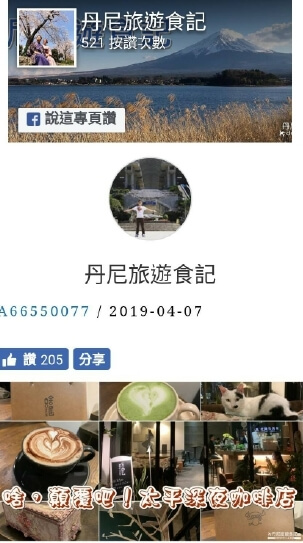 丹尼旅遊食記
521 按讚次數
說這專頁讚
丹尼旅遊食記
A66550077 / 2019-04-07
讚 205
分享
啥。顛覆吧！太平深夜咖啡店